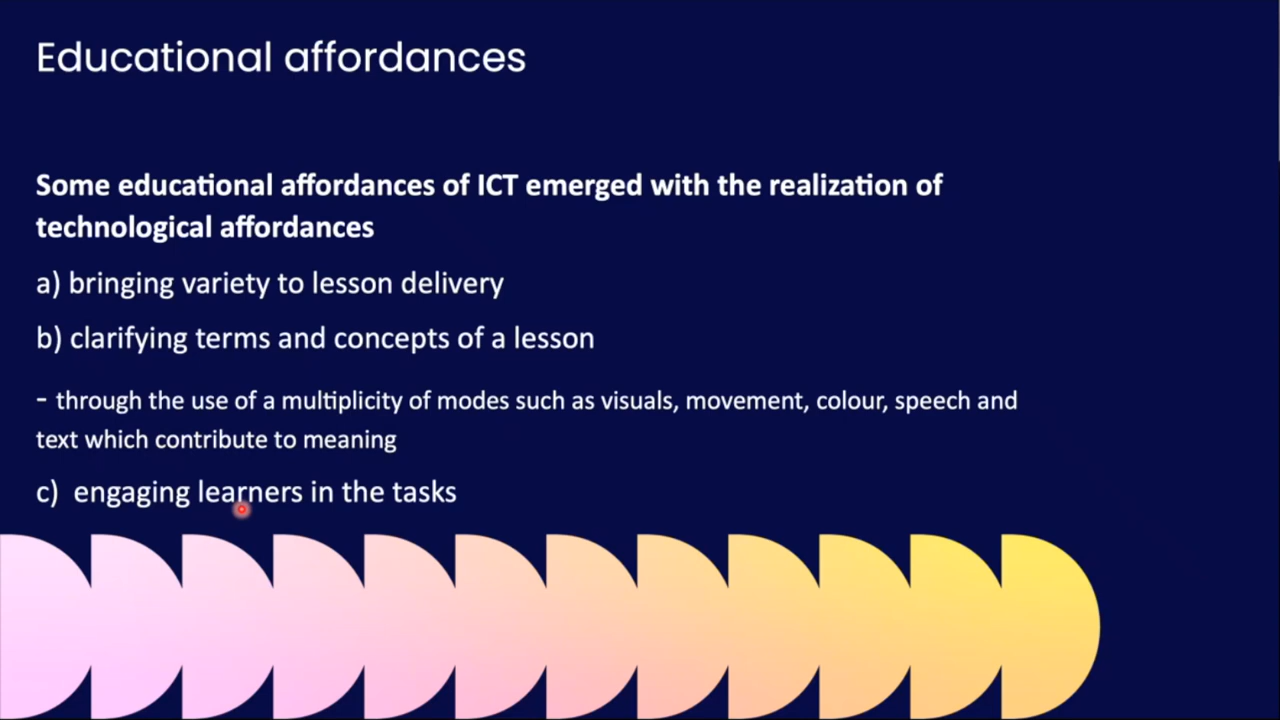 Educational affordances
Some educational affordances of ICT emerged with the realization of
technological affordances
a) bringing variety to lesson delivery
b) clarifying terms and concepts of a lesson
- through the use of a multiplicity of modes such as visuals, movement, colour, speech and
text which contribute to meaning
c) engaging learners in the tasks